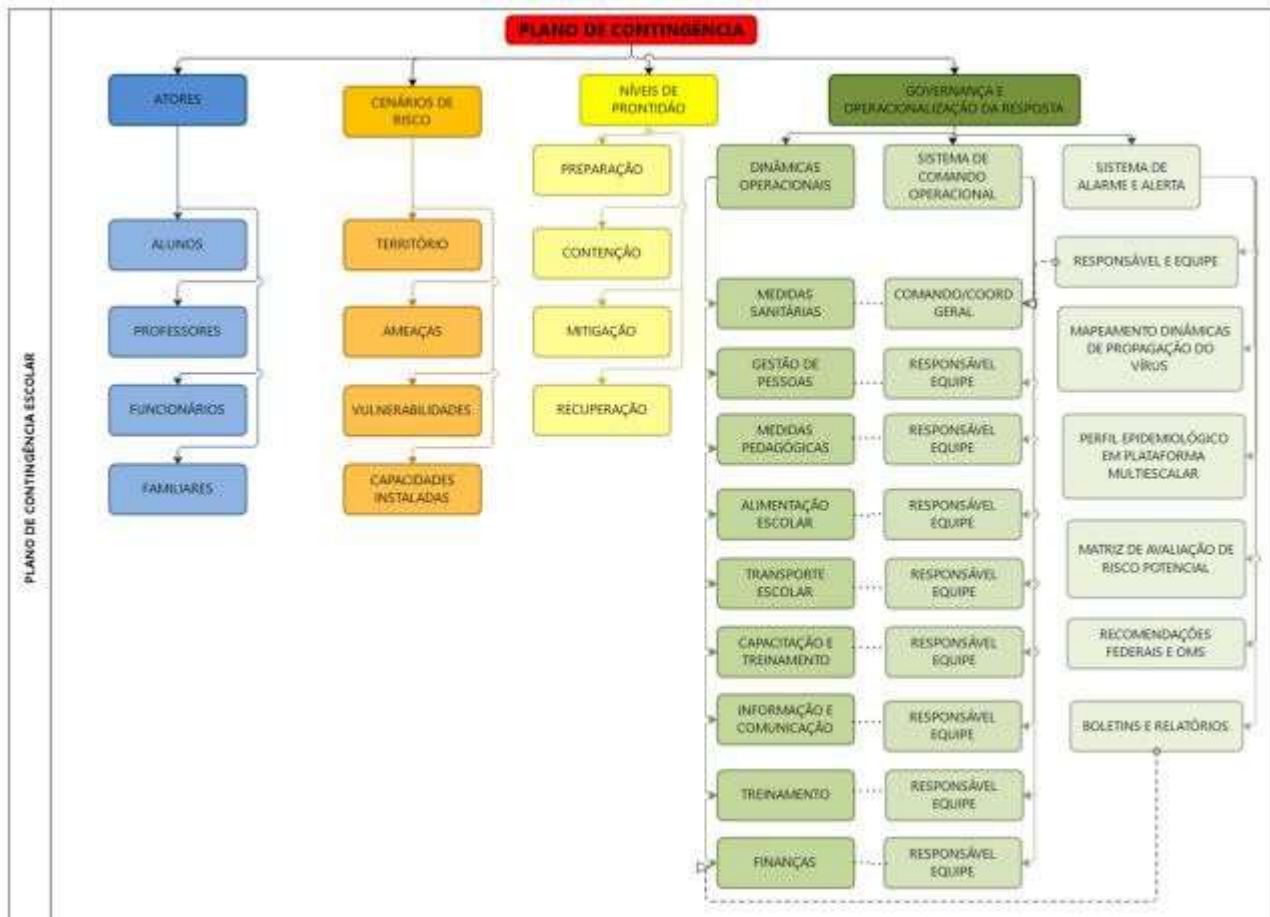 PLANO DE CONTINGÊNCIA ESCOLAR
PLANO DE CONTINGÊNCIA
ATORES
ALUNOS
PROFESSORES
FUNCIONÁRIOS
FAMILIARES
CENÁRIOS DE
RISCO
TERRITÓRIO
AMEAÇAS
VULNERABILIDADES
CAPACIDADES
INSTALADAS
NÍVEIS DE
PRONTIDÃO
PREPARAÇÃO
CONTENÇÃO
MITIGAÇÃO
RECUPERAÇÃO
GOVERNANÇA E
OPERACIONALIZAÇÃO DA RESPOSTA
DINÂMICAS
OPERACIONAIS
MEDIDAS
SANITÁRIAS
GESTÃO DE
PESSOAS
MEDIDAS
PEDAGÓGICAS
ALIMENTAÇÃO
ESCOLAR
TRANSPORTE
ESCOLAR
CAPACITAÇÃO E
TREINAMENTO
INFORMAÇÃO E
COMUNICAÇÃO
TREINAMENTO
FINANÇAS
SISTEMA DE
COMANDO
OPERACIONAL
COMANDO/COORD
GERAL
RESPONSÁVEL
EQUIPE
RESPONSÁVEL
EQUIPE
RESPONSÁVEL
EQUIPE
RESPONSÁVEL
EQUIPE
RESPONSÁVEL
EQUIPE
RESPONSÁVEL
EQUIPE
RESPONSÁVEL
EQUIPE
RESPONSÁVEL
EQUIPE
SISTEMA DE
ALARME E ALERTA
RESPONSÁVEL E EQUIPE
MAPEAMENTO DINÂMICAS
DE PROPAGAÇÃO DO
VÍRUS
PERFIL EPIDEMIOLÓGICO
EM PLATAFORMA
MULTIESCALAR
MATRIZ DE AVALIAÇÃO DE
RISCO POTENCIAL
RECOMENDAÇÕES
FEDERAIS E OMS
BOLETINS E RELATÓRIOS